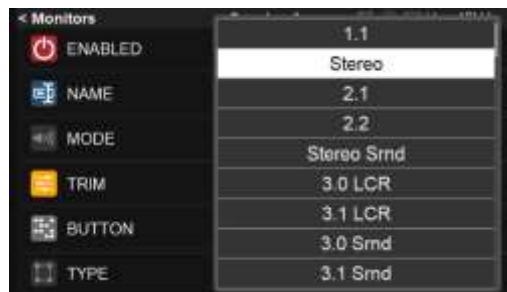 < Monitors
ENABLED
NAME
MODE
TRIM
BUTTON
TYPE
1.1
Stereo
2.1
2.2
Stereo Srnd
3.0 LCR
3.1 LCR
3.0 Srnd
3.1 Srnd